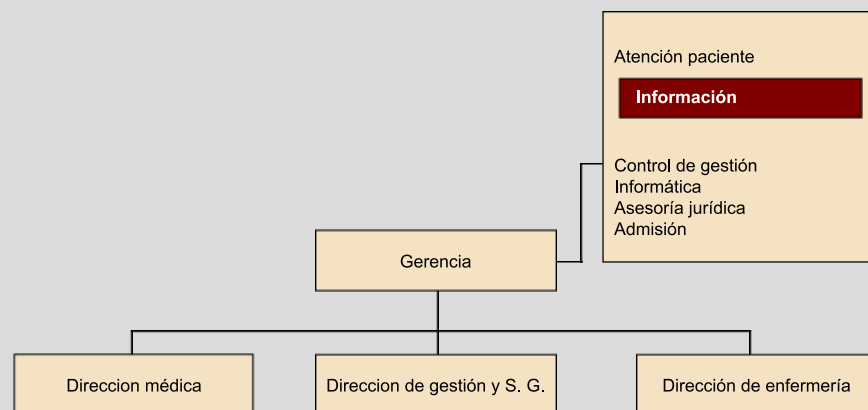 Atención paciente
Información
Control de gestión
Informática
Asesoría jurídica
Admisión
Gerencia
Direccion médica
Direccion de gestión y S. G.
Dirección de enfermería